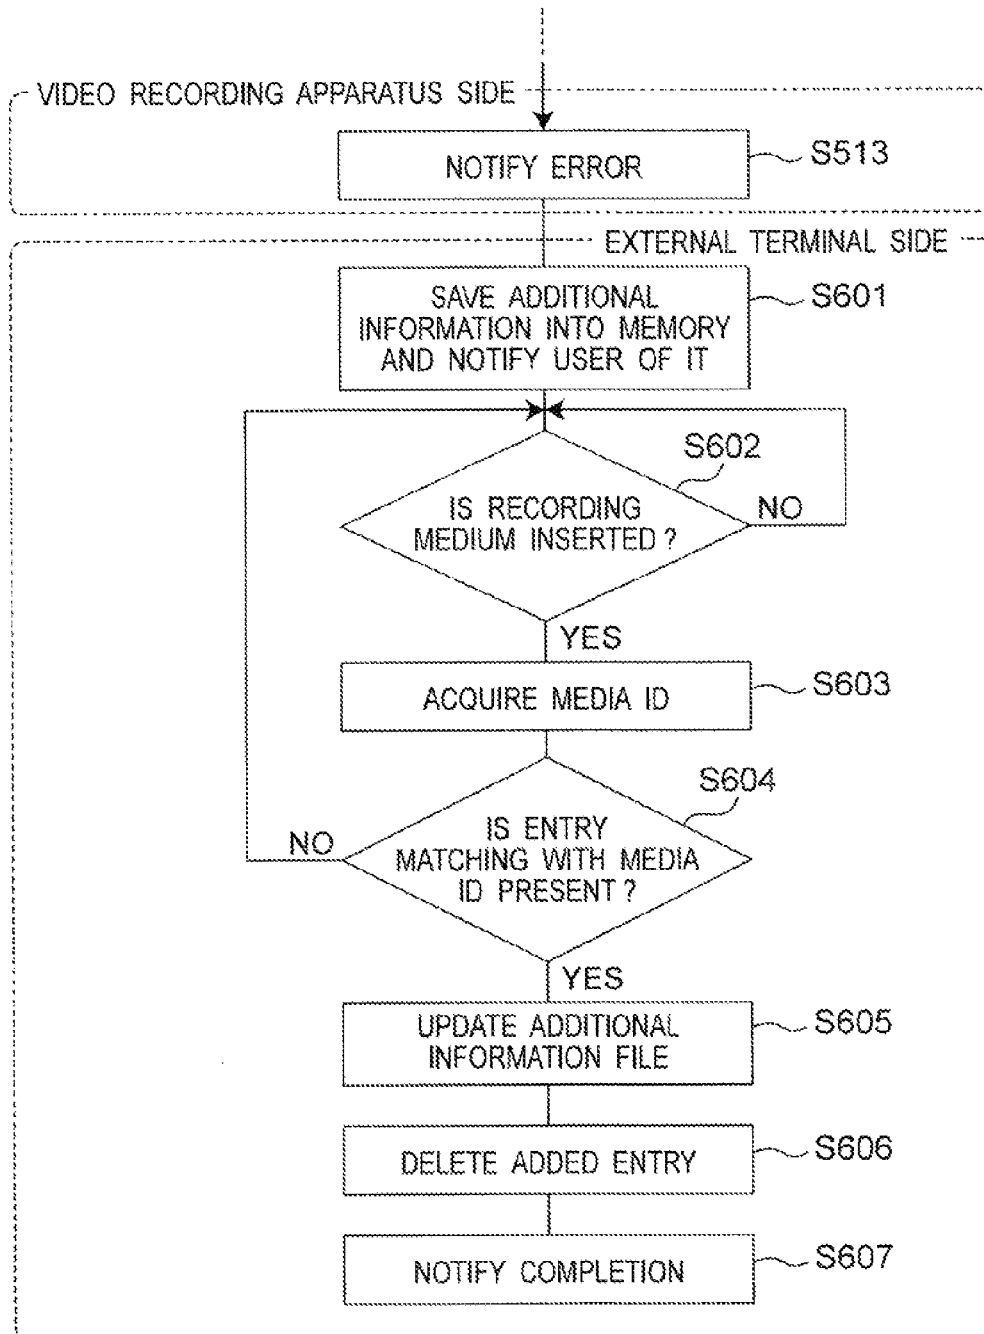 VIDEO RECORDING APPARATUS SIDE
NOTIFY ERROR
S513
EXTERNAL TERMINAL SIDE
SAVE ADDITIONAL
INFORMATION INTO MEMORY
AND NOTIFY USER OF IT
S601
S602
IS RECORDING
MEDIUM INSERTED?
NO
YES
ACQUIRE MEDIA ID
S603
S604
NO
IS ENTRY
MATCHING WITH MEDIA
ID PRESENT?
YES
UPDATE ADDITIONAL
INFORMATION FILE
S605
DELETE ADDED ENTRY
S606
NOTIFY COMPLETION
S607